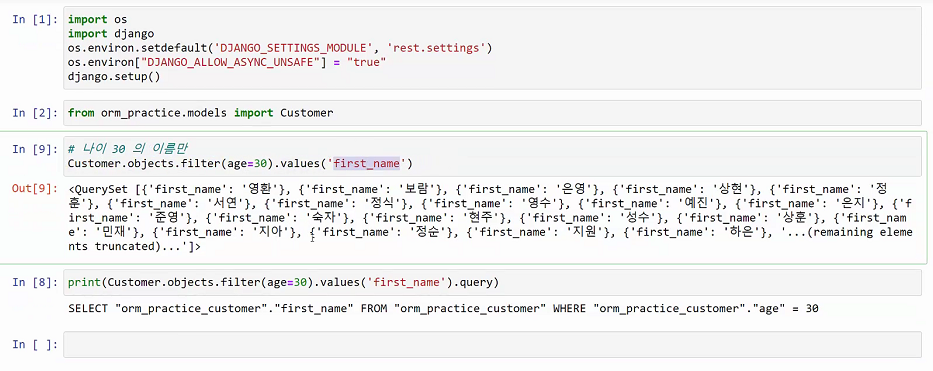 In [1]: import os
import django
os.environ.setdefault('DJANGO_SETTINGS_MODULE', 'rest.settings')
os.environ["DJANGO_ALLOW_ASYNC_UNSAFE"] = "true"
django.setup()
In [2]: from orm_practice.models import Customer
In [9]: # 나이 30 의 이름만
Customer.objects.filter(age=30).values('first_name')
Out[9]: <QuerySet [{'first_name': '영환'}, {'first_name': '보람'}, {'first_name': '은영'}, {'first_name': '상현'}, {'first_name': '정
훈'}, {'first_name': '서연'}, {'first_name': '정식'}, {'first_name': '영수'}, {'first_name': '예진'}, {'first_name': '은지'}, {'f
irst_name': '준영'}, {'first_name': '숙자'}, {'first_name': '현주'}, {'first_name': '성수'}, {'first_name': '상훈'}, {'first_nam
e': '민재'}, {'first_name': '지아'}, {'first_name': '정순'}, {'first_name': '지원'}, {'first_name': '하은'}, '...(remaining eleme
nts truncated)...']>
In [8]: print(Customer.objects.filter(age=30).values('first_name').query)
SELECT "orm_practice_customer"."first_name" FROM "orm_practice_customer" WHERE "orm_practice_customer"."age" = 30
In [ ]: